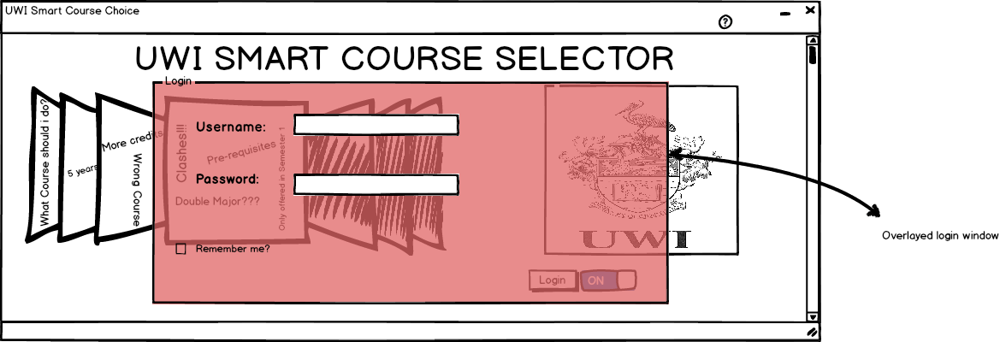 UWI Smart Course Choice
?
UWI SMART COURSE SELECTOR
Login
What Course should i do?
5 years
More credits
Wrong Course
Clashes!!!
Pre-requisites
Double Major???
Only offered in Semester 1
Username:
Password:
Remember me?
UWI
Login
ON
Overlayed login window